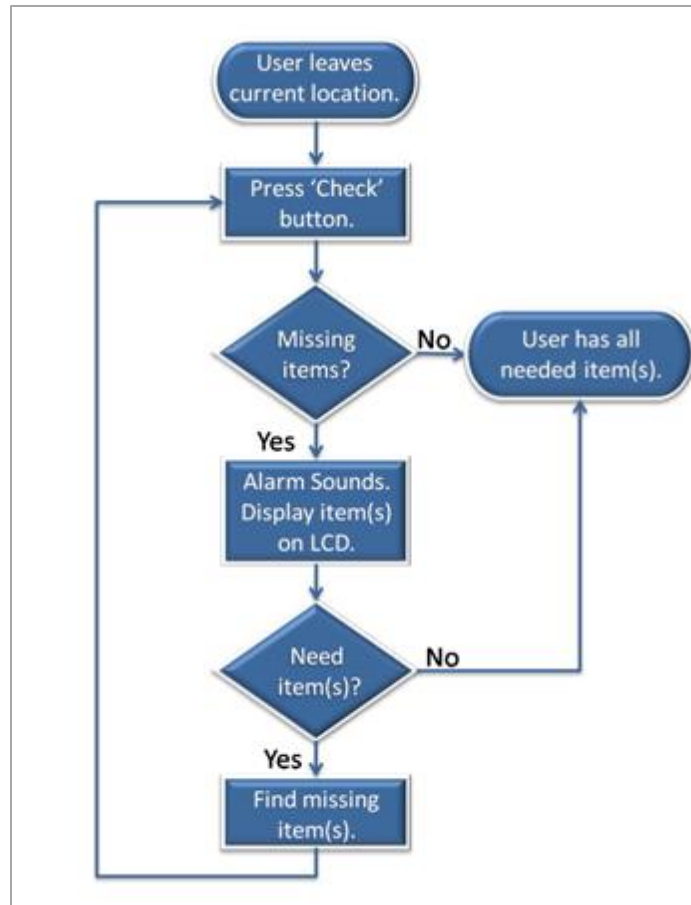 User leaves
current location.
Press ‘Check’
button.
Missing
items?
No
User has all
needed item(s).
Yes
Alarm Sounds.
Display item(s)
on LCD.
Need
item(s)?
No
Yes
Find missing
item(s).